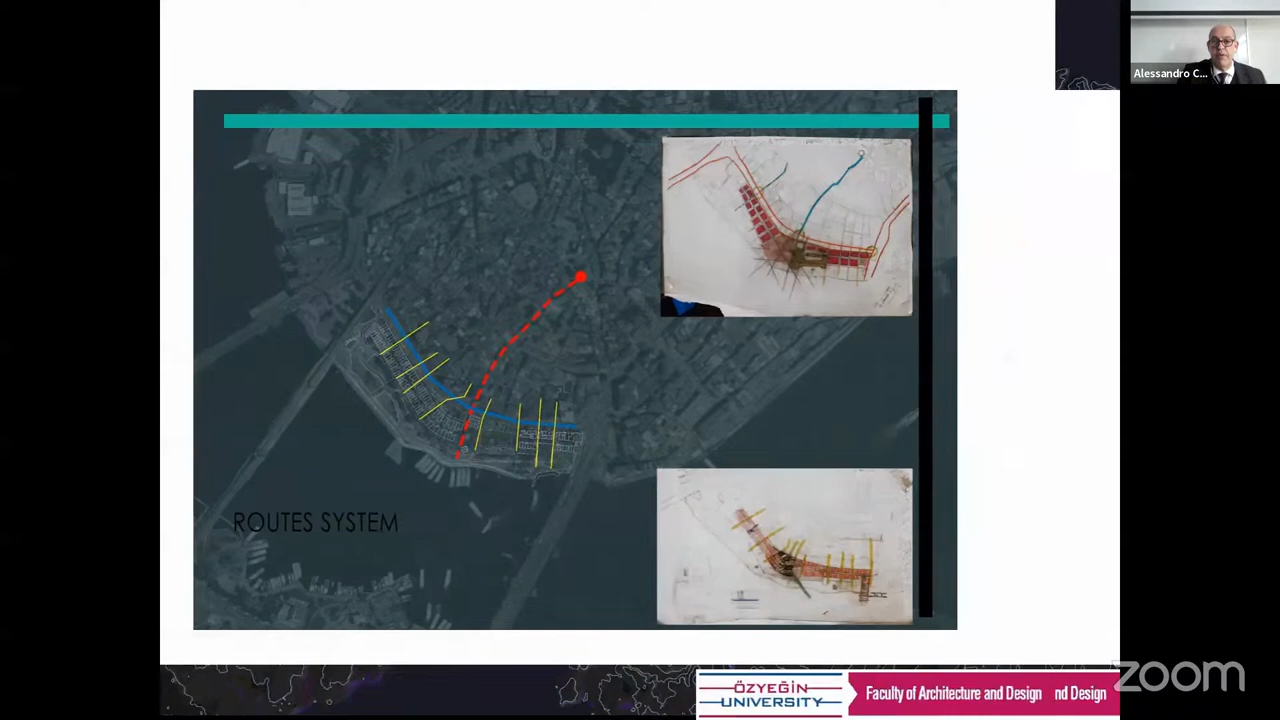 Alessandro C...
ROUTES SYSTEM
ÖZYEĞİN
UNIVERSITY
Faculty of Architecture and Design nd Design
zoom